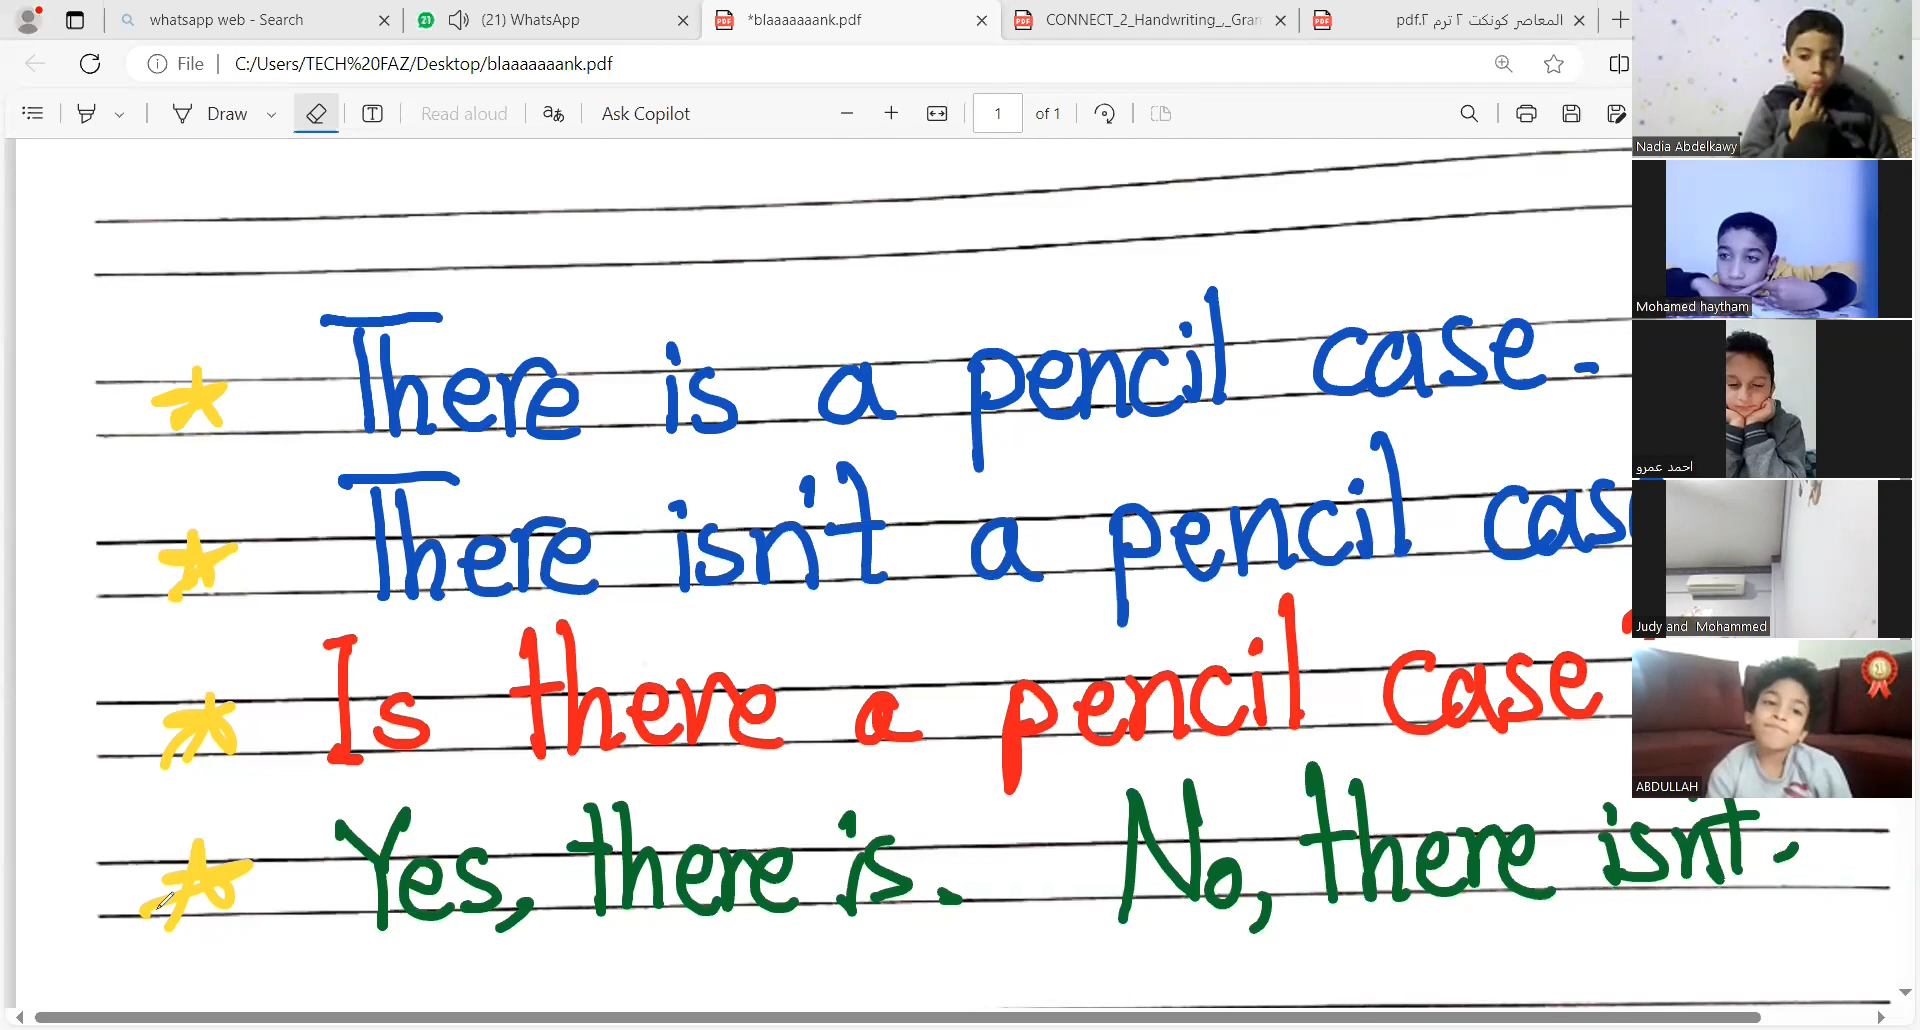 whatsapp web - Search
(21) WhatsApp
*blaaaaaaank.pdf
CONNECT_2_Handwriting_,_Gra
المعاصر كونكت ٢ ترم ٢.pdf
File
C:/Users/TECH%20FAZ/Desktop/blaaaaaaank.pdf
Draw
Read aloud
Ask Copilot
1 of 1
There is a pencil case.
There isn't a pencil cas
Is there a pencil case
Yes, there is. No, there isn't.
Nadia Abdelkawy
Mohamed haytham
احمد عمرو
Judy and Mohammed
ABDULLAH